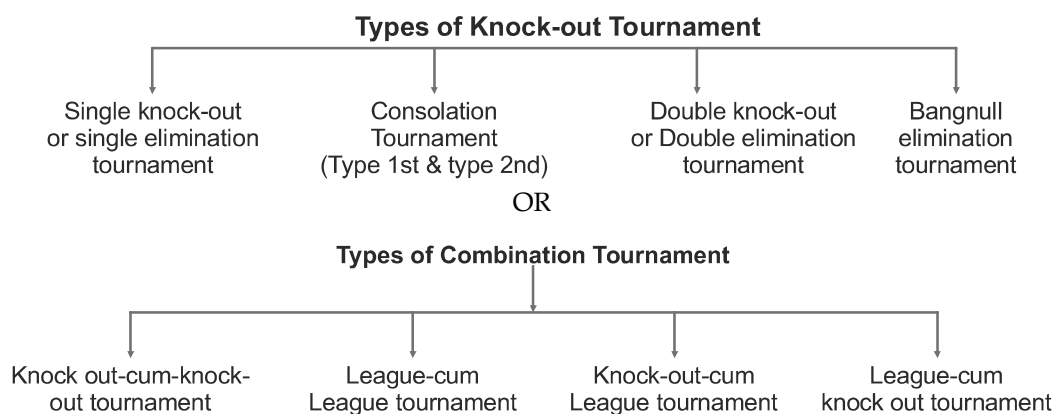 Types of Knock-out Tournament
Single knock-out
or single elimination
tournament
Consolation
Tournament
(Type 1st & type 2nd)
Double knock-out
or Double elimination
tournament
Bangnull
elimination
tournament
OR
Types of Combination Tournament
Knock out-cum-knock-
out tournament
League-cum
League tournament
Knock-out-cum
League tournament
League-cum
knock out tournament